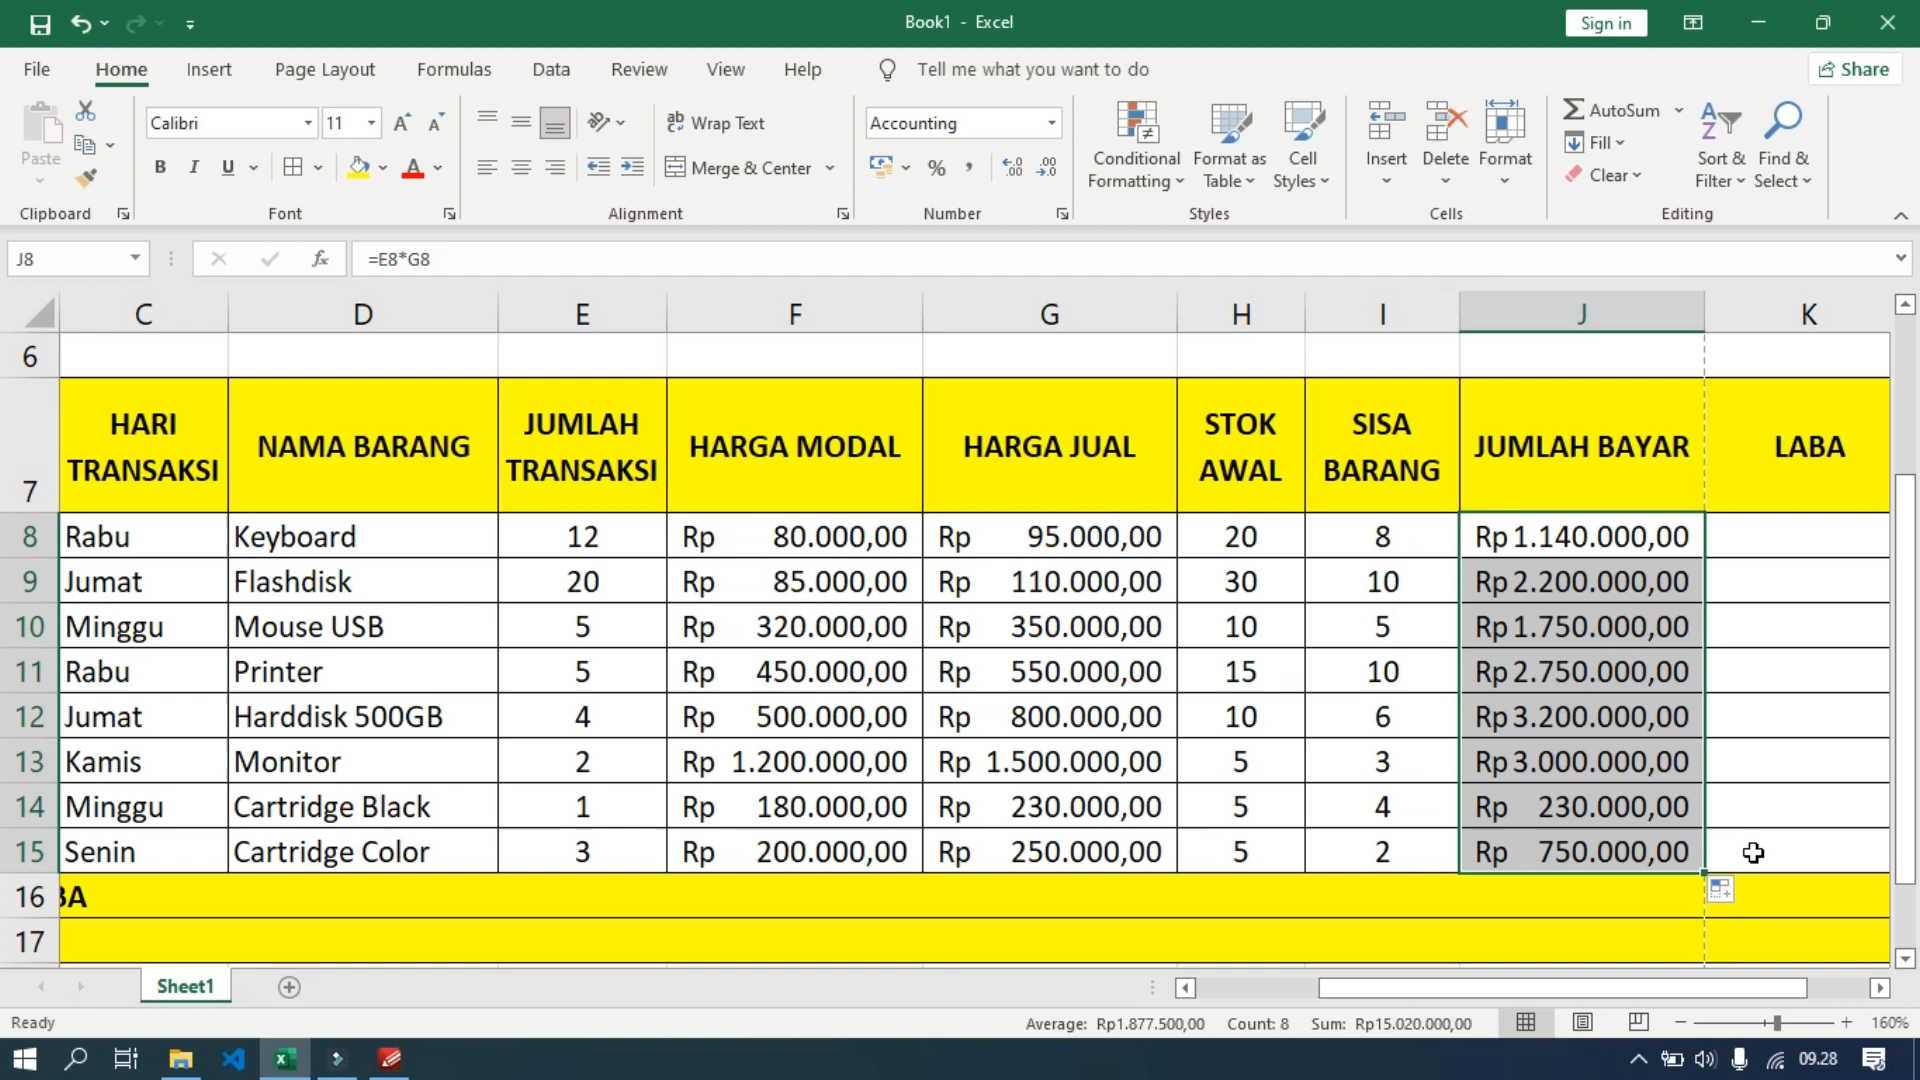 Book1 - Excel
Sign in
File Home Insert Page Layout Formulas Data Review View Help Tell me what you want to do Share
Paste
Calibri 11
B I U A
ab Wrap Text
Merge & Center
Accounting
% ,
Conditional Formatting
Format as Table
Cell Styles
Insert Delete Format
AutoSum
Fill
Clear
Sort & Filter
Find & Select
Clipboard Font Alignment Number Styles Cells Editing
J8 fx =E8*G8
C D E F G H I J K
6
7 HARI TRANSAKSI NAMA BARANG JUMLAH TRANSAKSI HARGA MODAL HARGA JUAL STOK AWAL SISA BARANG JUMLAH BAYAR LABA
8 Rabu Keyboard 12 Rp 80.000,00 Rp 95.000,00 20 8 Rp 1.140.000,00
9 Jumat Flashdisk 20 Rp 85.000,00 Rp 110.000,00 30 10 Rp 2.200.000,00
10 Minggu Mouse USB 5 Rp 320.000,00 Rp 350.000,00 10 5 Rp 1.750.000,00
11 Rabu Printer 5 Rp 450.000,00 Rp 550.000,00 15 10 Rp 2.750.000,00
12 Jumat Harddisk 500GB 4 Rp 500.000,00 Rp 800.000,00 10 6 Rp 3.200.000,00
13 Kamis Monitor 2 Rp 1.200.000,00 Rp 1.500.000,00 5 3 Rp 3.000.000,00
14 Minggu Cartridge Black 1 Rp 180.000,00 Rp 230.000,00 5 4 Rp 230.000,00
15 Senin Cartridge Color 3 Rp 200.000,00 Rp 250.000,00 5 2 Rp 750.000,00
16 BA
17
Sheet1
Ready Average: Rp1.877.500,00 Count: 8 Sum: Rp15.020.000,00 160%
09.28